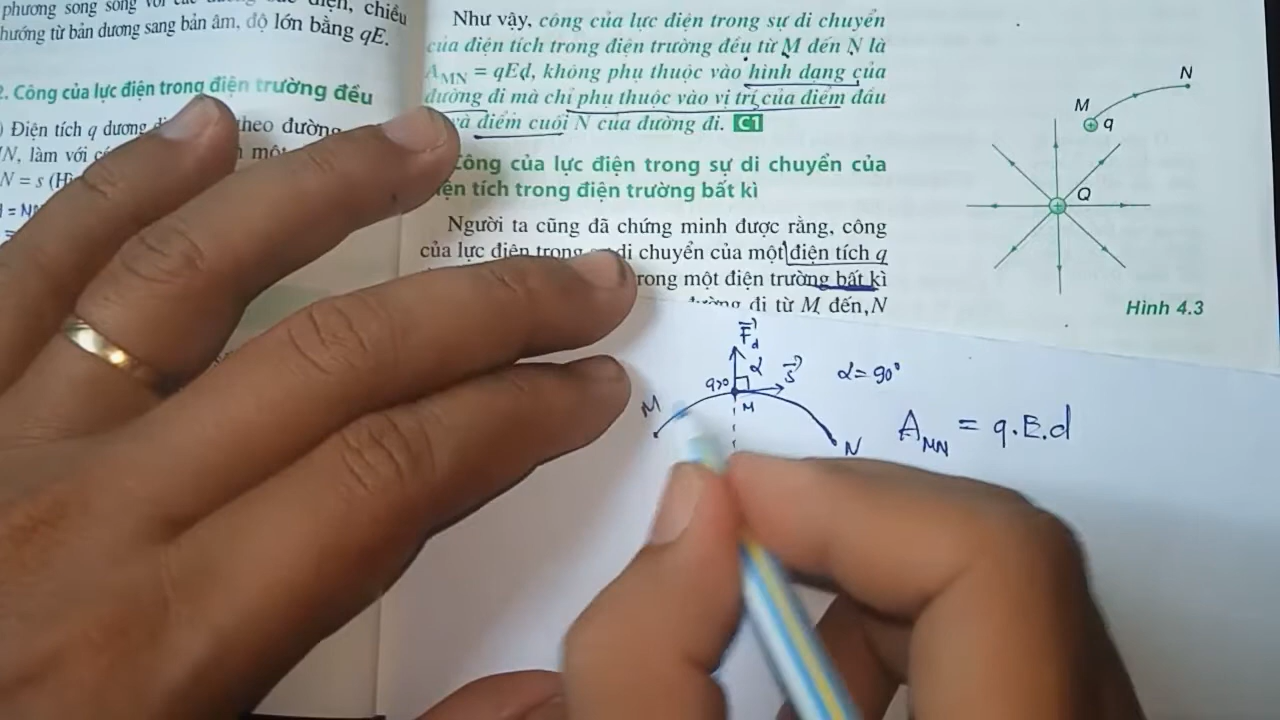 phương song song với các
điện, chiều
hướng từ bản dương sang bản âm, độ lớn bằng qE.
2. Công của lực điện trong điện trường đều
) Điện tích q dương
theo đường
N, làm với
một
N = s
Như vậy, công của lực điện trong sự di chuyển
của điện tích trong điện trường đều từ M đến N là
A_MN = qEd, không phụ thuộc vào hình dạng của
đường đi mà chỉ phụ thuộc vào vị trí của điểm đầu
và điểm cuối N của đường đi. C1
Công của lực điện trong sự di chuyển của
điện tích trong điện trường bất kì
Người ta cũng đã chứng minh được rằng, công
của lực điện trong di chuyển của một điện tích q
trong một điện trường bất kì
đi từ M đến N
M
N
q
Q
Hình 4.3
F_d
α
S
q>0
M
M
N
α = 90°
A_MN = q.E.d